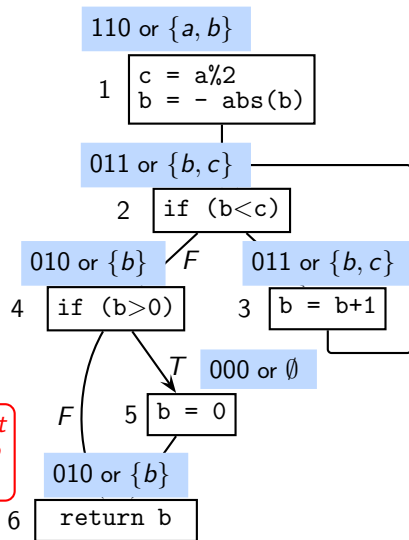 110 or {a, b}
1
c = a%2
b = - abs(b)
011 or {b, c}
2
if (b<c)
010 or {b}
F
011 or {b, c}
4
if (b>0)
3
b = b+1
T
000 or ∅
F
5
b = 0
t
010 or {b}
6
return b